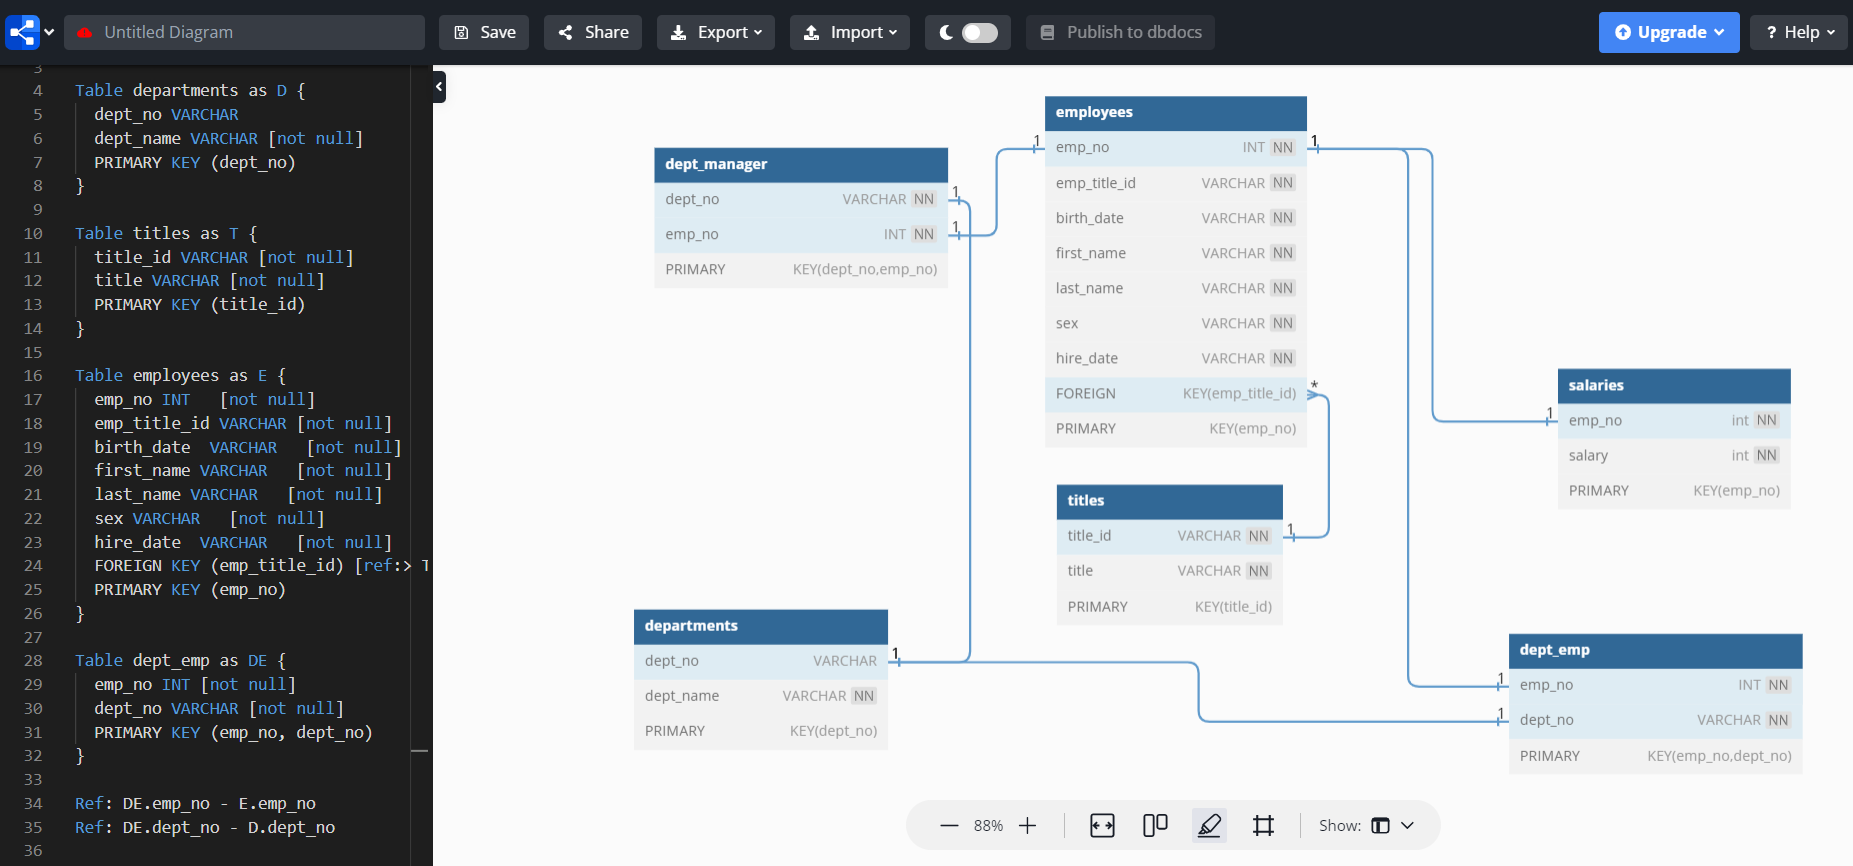 Untitled Diagram
Save
Share
Export
Import
Publish to dbdocs
Upgrade
? Help
3
4 Table departments as D {
5 dept_no VARCHAR
6 dept_name VARCHAR [not null]
7 PRIMARY KEY (dept_no)
8 }
9
10 Table titles as T {
11 title_id VARCHAR [not null]
12 title VARCHAR [not null]
13 PRIMARY KEY (title_id)
14 }
15
16 Table employees as E {
17 emp_no INT [not null]
18 emp_title_id VARCHAR [not null]
19 birth_date VARCHAR [not null]
20 first_name VARCHAR [not null]
21 last_name VARCHAR [not null]
22 sex VARCHAR [not null]
23 hire_date VARCHAR [not null]
24 FOREIGN KEY (emp_title_id) [ref:> T
25 PRIMARY KEY (emp_no)
26 }
27
28 Table dept_emp as DE {
29 emp_no INT [not null]
30 dept_no VARCHAR [not null]
31 PRIMARY KEY (emp_no, dept_no)
32 }
33
34 Ref: DE.emp_no - E.emp_no
35 Ref: DE.dept_no - D.dept_no
36
dept_manager
dept_no VARCHAR NN 1
emp_no INT NN 1
PRIMARY KEY(dept_no,emp_no)
employees
1 emp_no INT NN 1
emp_title_id VARCHAR NN
birth_date VARCHAR NN
first_name VARCHAR NN
last_name VARCHAR NN
sex VARCHAR NN
hire_date VARCHAR NN
FOREIGN KEY(emp_title_id) *
PRIMARY KEY(emp_no)
salaries
1 emp_no int NN
salary int NN
PRIMARY KEY(emp_no)
titles
title_id VARCHAR NN 1
title VARCHAR NN
PRIMARY KEY(title_id)
departments
dept_no VARCHAR 1
dept_name VARCHAR NN
PRIMARY KEY(dept_no)
dept_emp
1 emp_no INT NN
1 dept_no VARCHAR NN
PRIMARY KEY(emp_no,dept_no)
88%
Show: